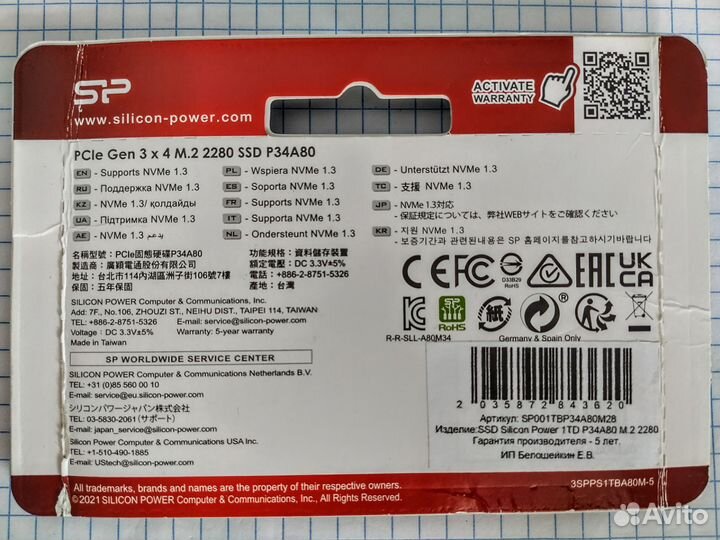 SP
www.silicon-power.com
ACTIVATE
WARRANTY
PCIe Gen 3 x 4 M.2 2280 SSD P34A80
EN - Supports NVMe 1.3
RU - Поддержка NVMe 1.3
KZ - NVMe 1.3/ қолдайды
UA - Підтримка NVMe 1.3
AE - NVMe 1.3 يدعم
PL - Wspiera NVMe 1.3
ES - Soporta NVMe 1.3
FR - Supporta NVMe 1.3
IT - Supporta NVMe 1.3
NL - Ondersteunt NVMe 1.3
DE - Unterstützt NVMe 1.3
TC - 支援 NVMe 1.3
JP - NVMe 1.3対応
保証規定については、弊社WEBサイトをご確認ください
KR - 지원 NVMe 1.3
- 보증기간과 관련된내용은 SP 홈페이지를참고바랍니다.
名稱型號：PCIe固態硬碟P34A80
製造商：廣穎電通股份有限公司
地址：台北市114內湖區洲子街106號7樓
保固：五年保固
功能規格：資料儲存裝置
額定電壓：DC 3.3V±5%
電話：+886-2-8751-5326
產地：台灣
SILICON POWER Computer & Communications, Inc.
Add: 7F., No.106, ZHOUZI ST., NEIHU DIST., TAIPEI 114, TAIWAN
TEL: +886-2-8751-5326 E-mail: service@silicon-power.com
Voltage : DC 3.3V±5% Warranty: 5-year warranty
Made in Taiwan
SP WORLDWIDE SERVICE CENTER
SILICON POWER Computer & Communications Netherlands B.V.
TEL: +31 (0)85 560 00 10
E-mail: service@eu.silicon-power.com
シリコンパワージャパン株式会社
TEL: 03-5830-2061 (サポート)
E-mail: japan_service@silicon-power.com
Silicon Power Computer & Communications USA Inc.
TEL: +1-510-490-1885
E-mail: UStech@silicon-power.com
CE FC RoHS
D33B29
RoHS
EAC
UK
CA
RoHS
紙
R-R-SLL-A80M34
Germany & Spain Only
2 035872 843620
Артикул: SP001TBP34A80M28
Изделие:SSD Silicon Power 1TD P34A80 M.2 2280
Гарантия производителя - 5 лет.
ИП Белошейкин Е.В.
All trademarks, brands and names are the property of their respective owners.
©2021 SILICON POWER Computer & Communications, Inc., All Rights Reserved
3SPPS1TBA80M-5
Avito